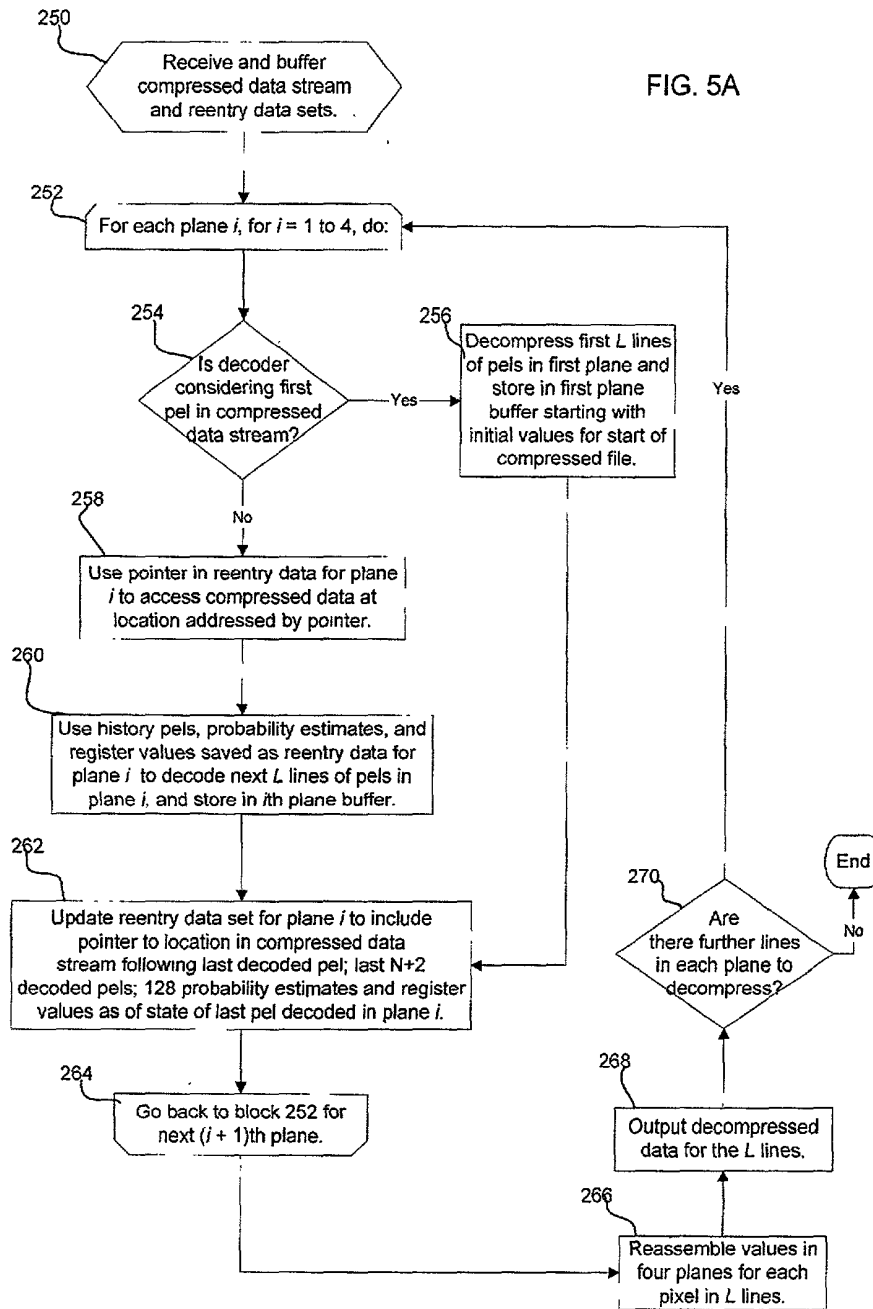 FIG. 5A
250
Receive and buffer
compressed data stream
and reentry data sets.
252
For each plane i, for i = 1 to 4, do:
254
Is decoder
considering first
pel in compressed
data stream?
Yes
256
Decompress first L lines
of pels in first plane and
store in first plane
buffer starting with
initial values for start of
compressed file.
Yes
No
258
Use pointer in reentry data for plane
i to access compressed data at
location addressed by pointer.
260
Use history pels, probability estimates, and
register values saved as reentry data for
plane i to decode next L lines of pels in
plane i, and store in ith plane buffer.
262
Update reentry data set for plane i to include
pointer to location in compressed data
stream following last decoded pel; last N+2
decoded pels; 128 probability estimates and register
values as of state of last pel decoded in plane i.
264
Go back to block 252 for
next (i + 1)th plane.
End
No
270
Are
there further lines
in each plane to
decompress?
268
Output decompressed
data for the L lines.
266
Reassemble values in
four planes for each
pixel in L lines.